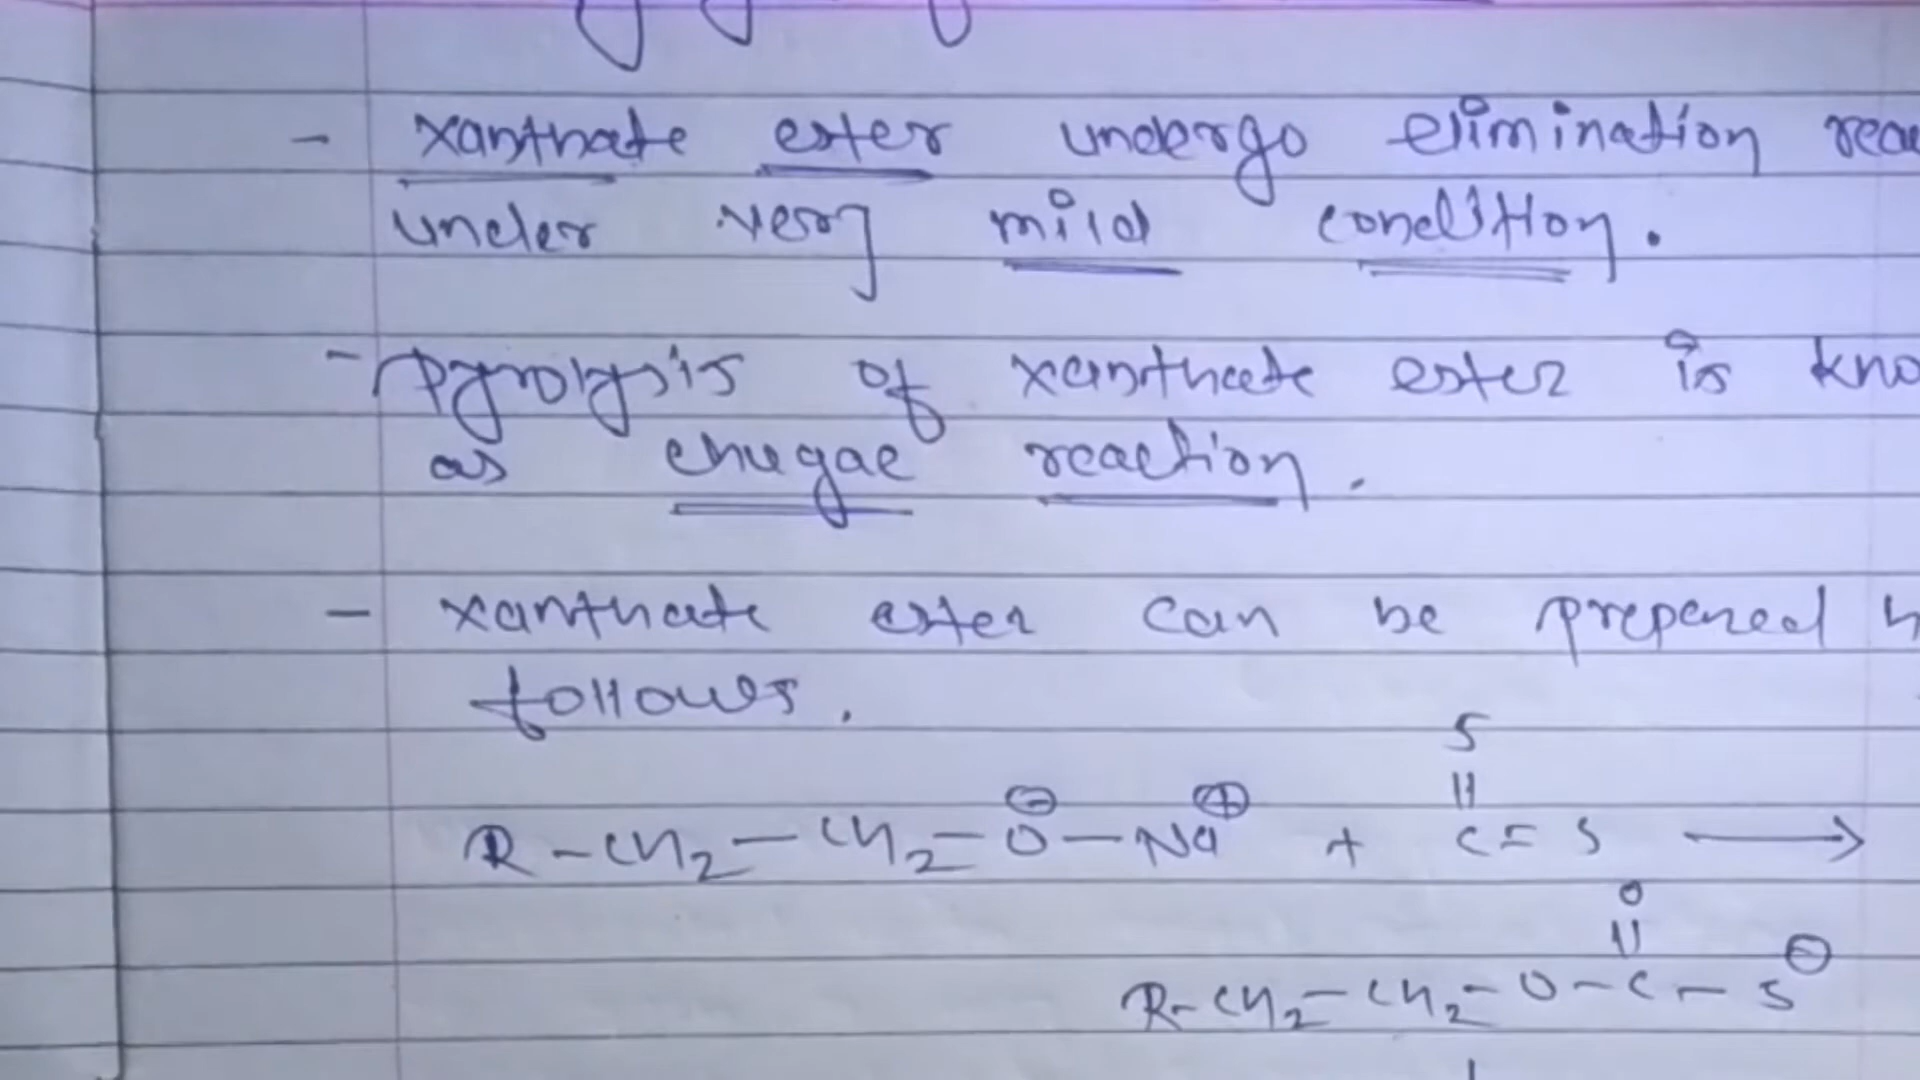 - xanthate ester undergo elimination reac
under very mild condition.
- pyrolysis of xanthate ester is kno
as chugae reaction.
- xanthate ester can be prepared
follows.
S
||
R-CH2-CH2-O⊖-Na⊕ + C=S →
O
||
R-CH2-CH2-O-C-S⊖